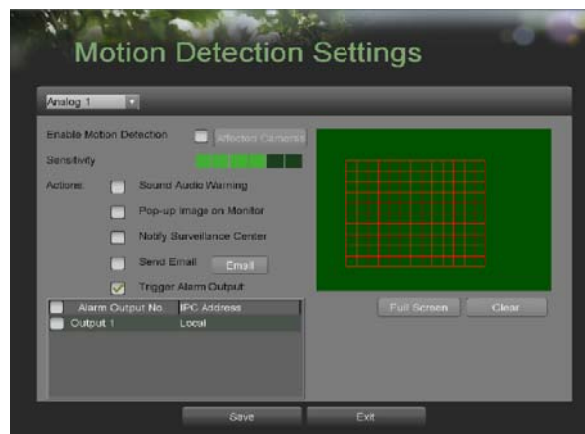 Motion Detection Settings
Analog 1
Enable Motion Detection Affected Cameras
Sensitivity
Actions: Sound Audio Warning
Pop-up Image on Monitor
Notify Surveillance Center
Send Email Email
Trigger Alarm Output
Alarm Output No. IPC Address
Output 1 Local
Full Screen Clear
Save Exit